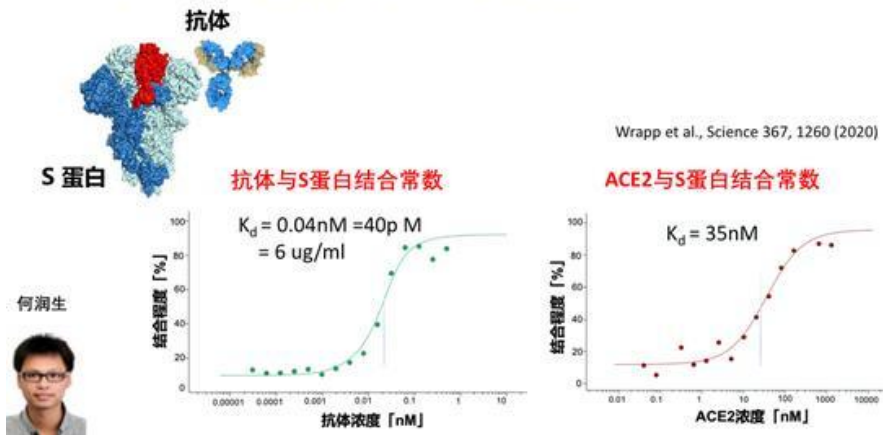 抗体
S 蛋白
Wrapp et al., Science 367, 1260 (2020)
抗体与S蛋白结合常数
K_d = 0.04nM =40p M
= 6 ug/ml
结合程度「%」
100
80
60
40
20
0
0.00001
0.0001
0.001
0.01
0.1
1
10
抗体浓度「nM」
ACE2与S蛋白结合常数
K_d = 35nM
结合程度「%」
100
80
60
40
20
0
0.01
0.1
1
10
100
1000
10000
ACE2浓度「nM」
何润生